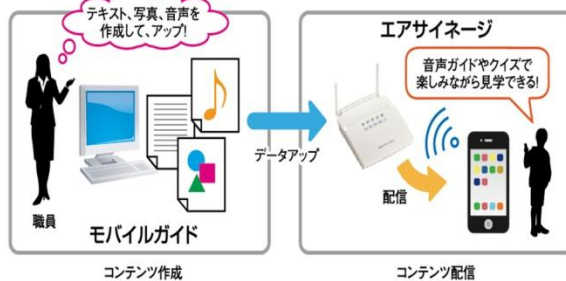 テキスト、写真、音声を
作成して、アップ!
職員
モバイルガイド
コンテンツ作成
データアップ
エアサイネージ
音声ガイドやクイズで
楽しみながら見学できる!
配信
コンテンツ配信